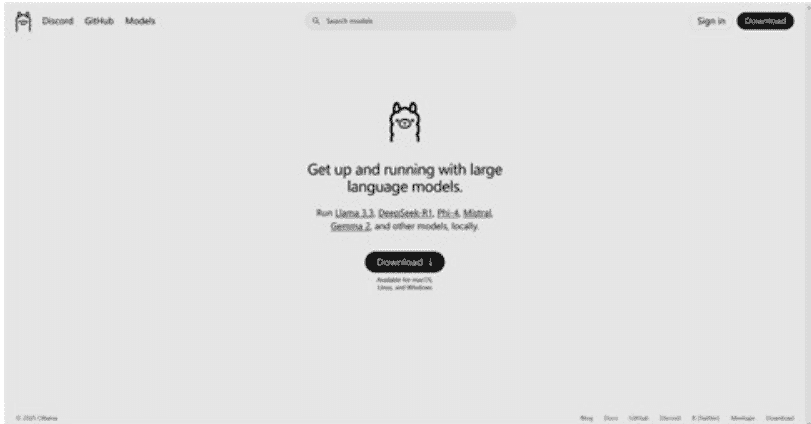 Discord GitHub Models Search models Sign in Download
Get up and running with large
language models.
Run Llama 3.3, DeepSeek-R1, Phi-4, Mistral,
Gemma 2, and other models, locally.
Download ↓
Available for macOS,
Linux, and Windows
© 2025 Ollama Blog Docs GitHub Discord X (Twitter) Meetups Download